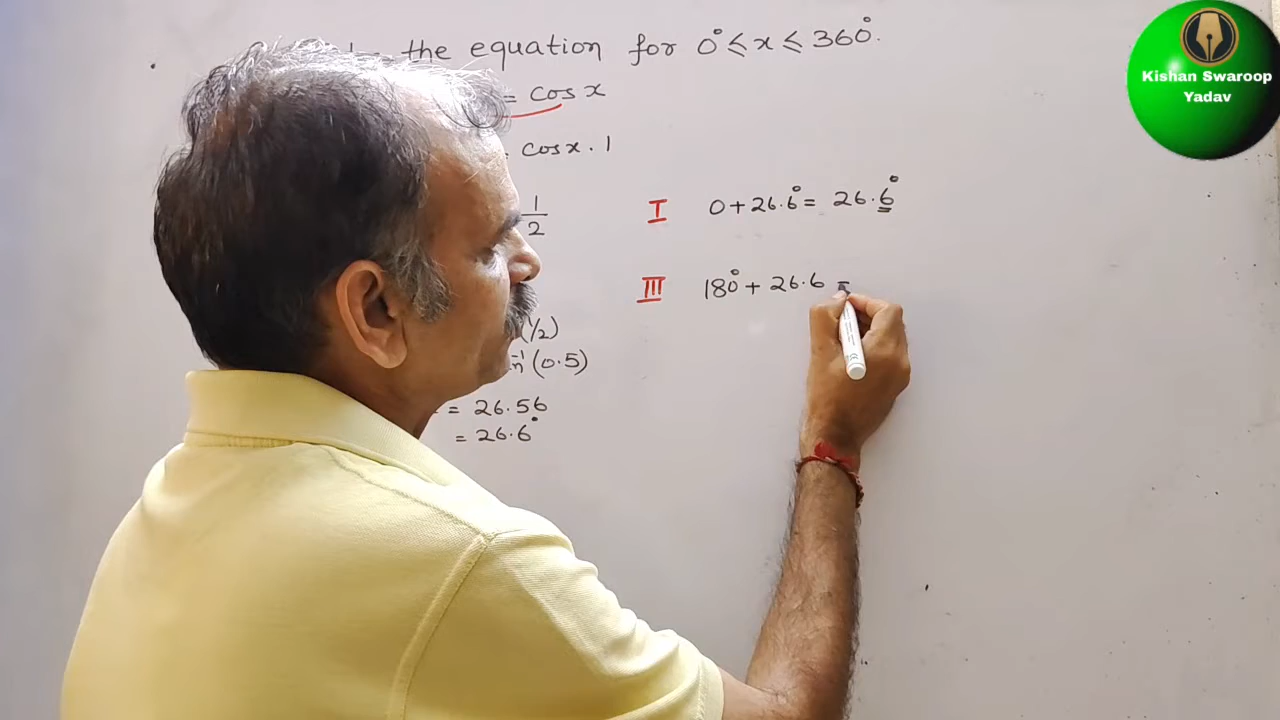 the equation for 0° ≤ x ≤ 360°.
= cos x
cos x . 1
1/2
I 0 + 26.6° = 26.6°
III 180° + 26.6 =
(1/2)
(0.5)
= 26.56
= 26.6°
Kishan Swaroop
Yadav